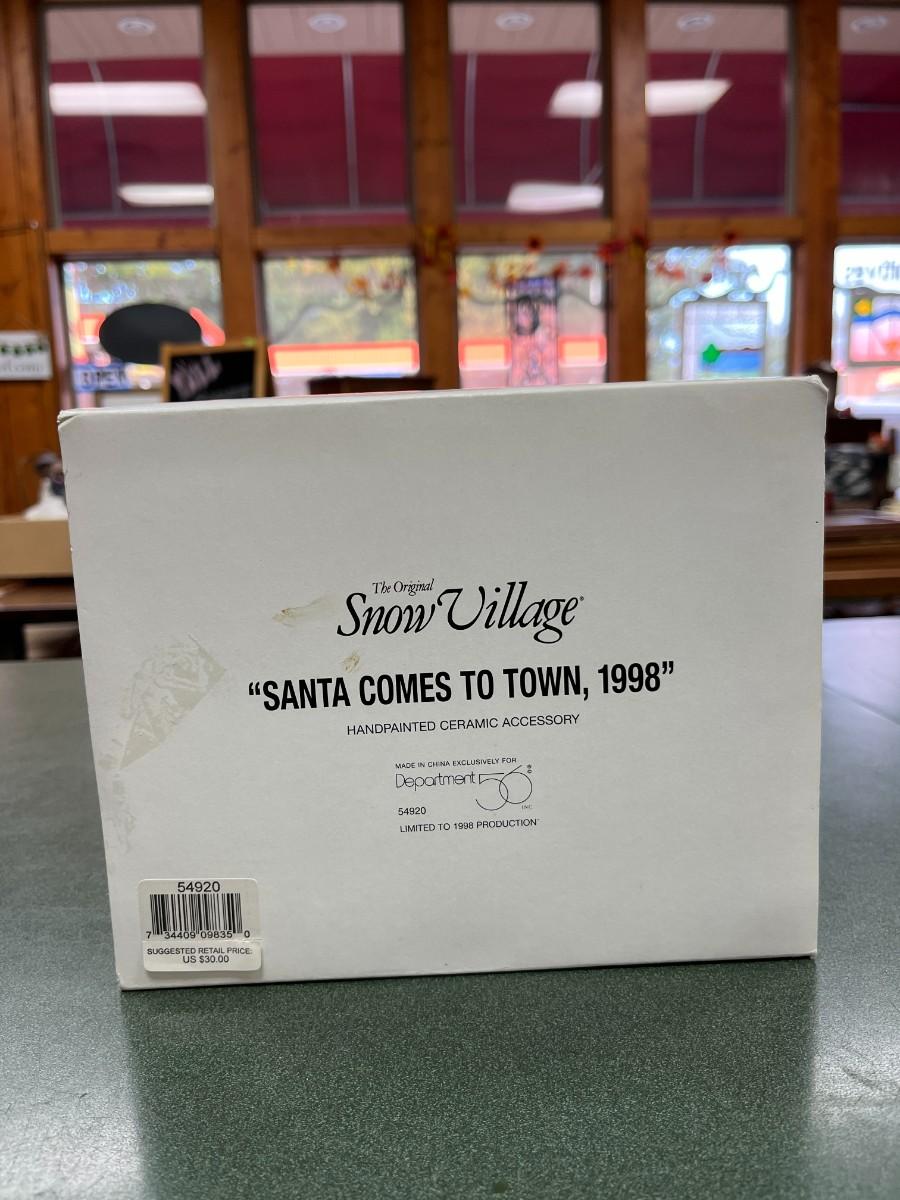 The Original
Snow Village®
“SANTA COMES TO TOWN, 1998”
HANDPAINTED CERAMIC ACCESSORY
MADE IN CHINA EXCLUSIVELY FOR
Department 56®
INC
54920
LIMITED TO 1998 PRODUCTION
54920
7 34409 09835 0
SUGGESTED RETAIL PRICE:
US $30.00
OPEN